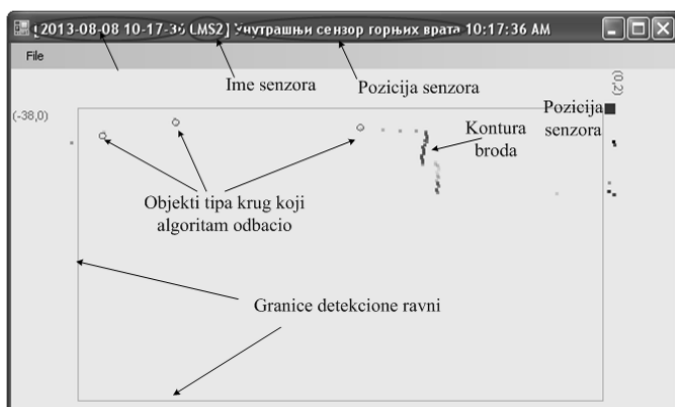 [2013-08-08 10-17-36 LMS2] Унутрашњи сензор горњих врата 10:17:36 AM
File
Ime senzora
Pozicija senzora
(0,2)
(-38,0)
Pozicija
senzora
Kontura
broda
Objekti tipa krug koji
algoritam odbacio
Granice detekcione ravni